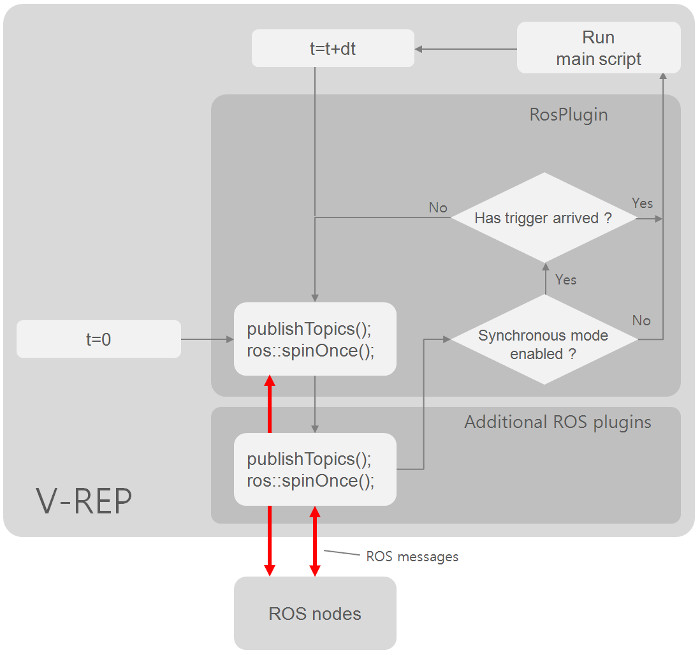 t=t+dt
Run
main script
RosPlugin
No
Has trigger arrived ?
Yes
Yes
publishTopics();
ros::spinOnce();
t=0
Synchronous mode
enabled ?
No
Additional ROS plugins
publishTopics();
ros::spinOnce();
V-REP
ROS messages
ROS nodes